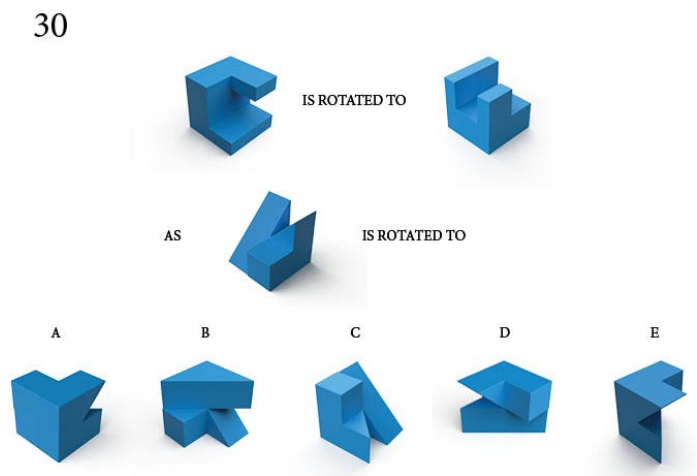 30
IS ROTATED TO
AS
IS ROTATED TO
A B C D E